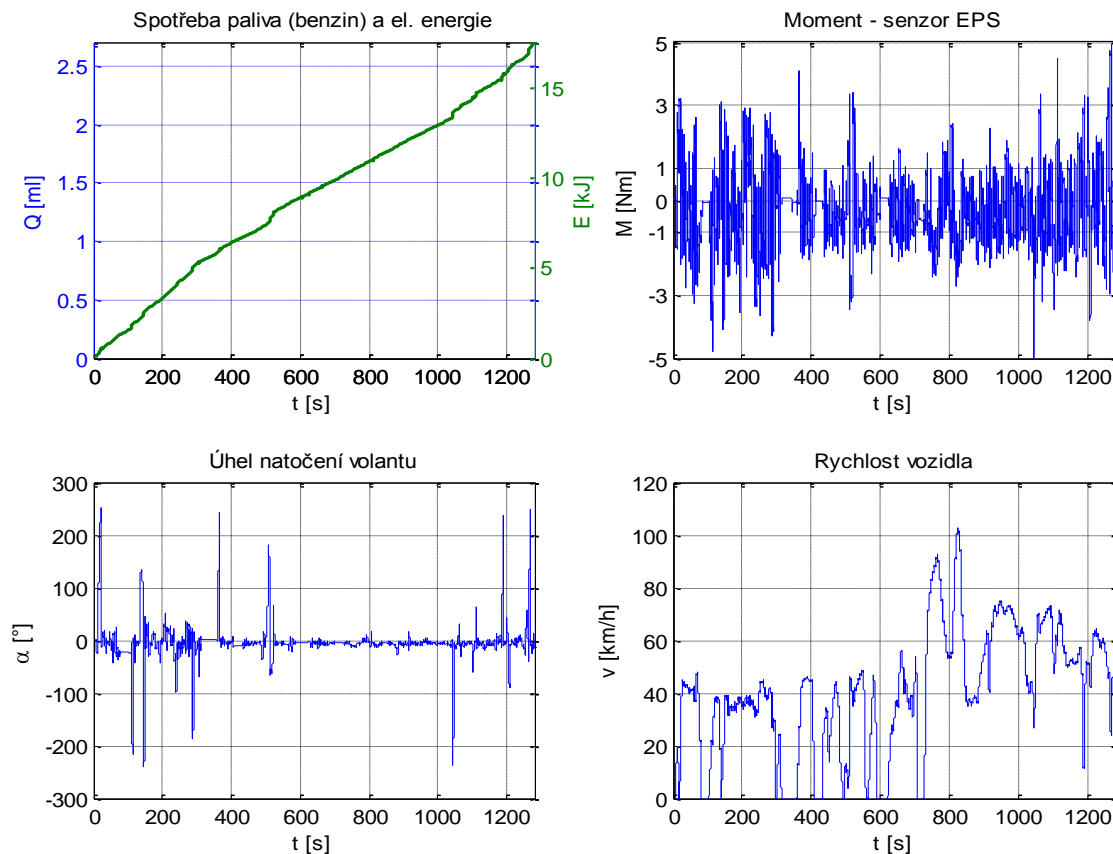 Spotřeba paliva (benzin) a el. energie
2.5
2
1.5
1
0.5
0
Q [ml]
15
10
5
0
E [kJ]
0 200 400 600 800 1000 1200
t [s]
Moment - senzor EPS
5
3
1
0
-1
-3
-5
M [Nm]
0 200 400 600 800 1000 1200
t [s]
Úhel natočení volantu
300
200
100
0
-100
-200
-300
α [°]
0 200 400 600 800 1000 1200
t [s]
Rychlost vozidla
120
100
80
60
40
20
0
v [km/h]
0 200 400 600 800 1000 1200
t [s]